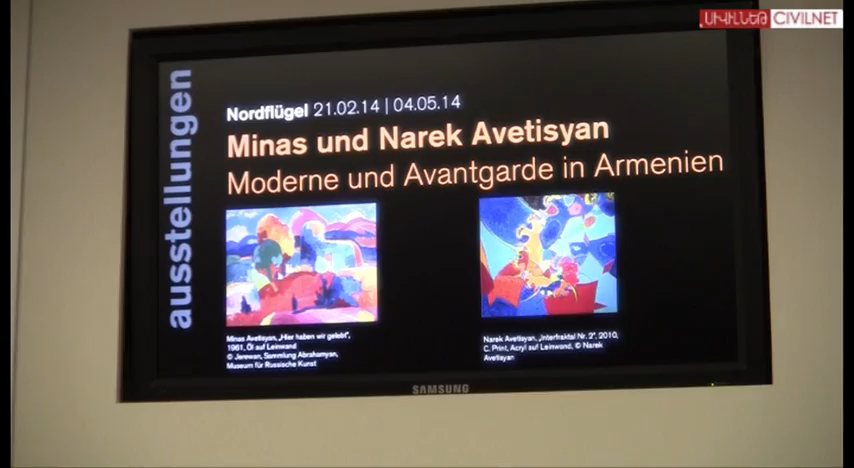 ՍԻՎԻԼՆԵԹ CIVILNET
ausstellungen
Nordflügel 21.02.14 | 04.05.14
Minas und Narek Avetisyan
Moderne und Avantgarde in Armenien
Minas Avetisyan, „Hier haben wir gelebt“,
1961, Öl auf Leinwand
© Jerewan, Sammlung Abrahamyan,
Museum für Russische Kunst
Narek Avetisyan, „Interfraktal Nr. 2“, 2010,
C. Print, Acryl auf Leinwand, © Narek
Avetisyan
SAMSUNG